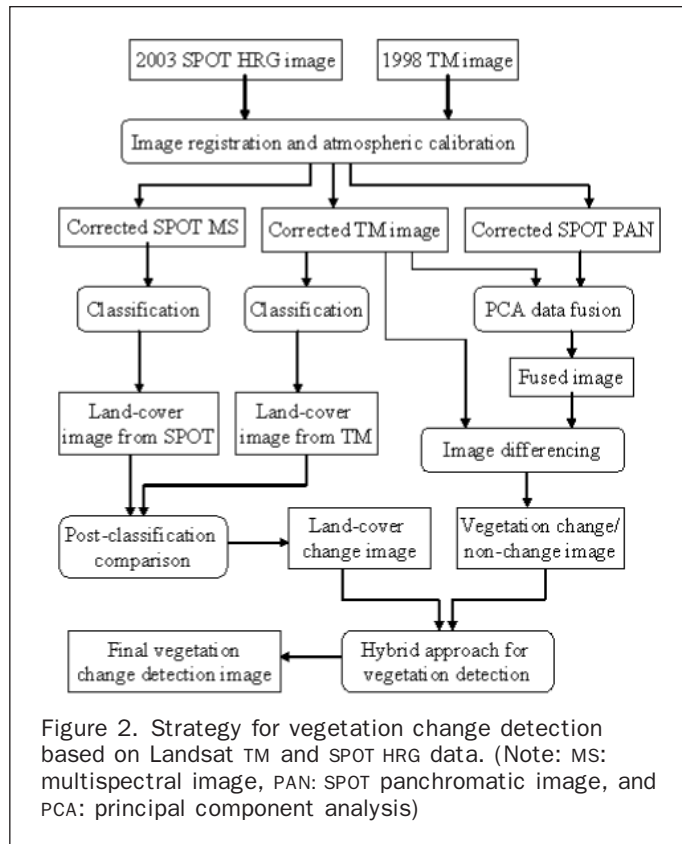 2003 SPOT HRG image
1998 TM image
Image registration and atmospheric calibration
Corrected SPOT MS
Corrected TM image
Corrected SPOT PAN
Classification
Classification
PCA data fusion
Fused image
Land-cover
image from SPOT
Land-cover
image from TM
Image differencing
Post-classification
comparison
Land-cover
change image
Vegetation change/
non-change image
Final vegetation
change detection image
Hybrid approach for
vegetation detection
Figure 2. Strategy for vegetation change detection
based on Landsat TM and SPOT HRG data. (Note: MS:
multispectral image, PAN: SPOT panchromatic image, and
PCA: principal component analysis)